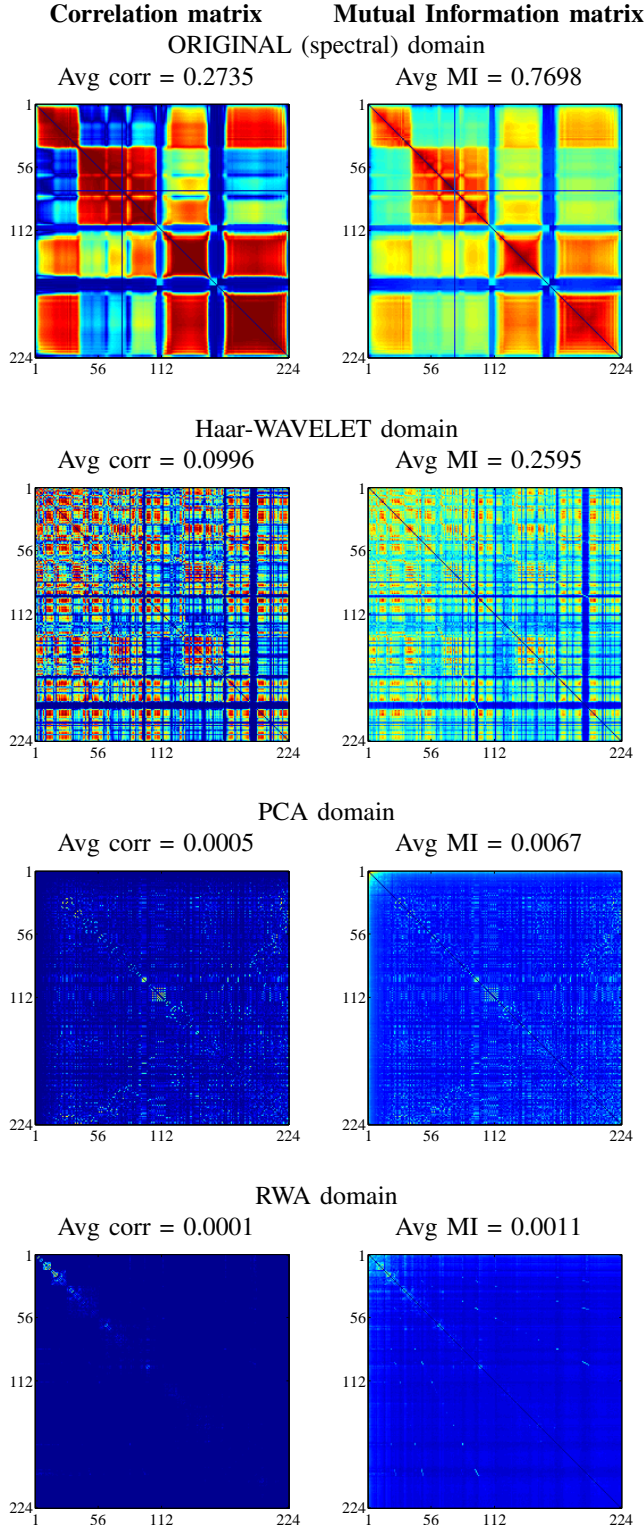 Correlation matrix Mutual Information matrix
ORIGINAL (spectral) domain
Avg corr = 0.2735 Avg MI = 0.7698
1 1
56 56
112 112
224 224
1 56 112 224 1 56 112 224
Haar-WAVELET domain
Avg corr = 0.0996 Avg MI = 0.2595
1 1
56 56
112 112
224 224
1 56 112 224 1 56 112 224
PCA domain
Avg corr = 0.0005 Avg MI = 0.0067
1 1
56 56
112 112
224 224
1 56 112 224 1 56 112 224
RWA domain
Avg corr = 0.0001 Avg MI = 0.0011
1 1
56 56
112 112
224 224
1 56 112 224 1 56 112 224